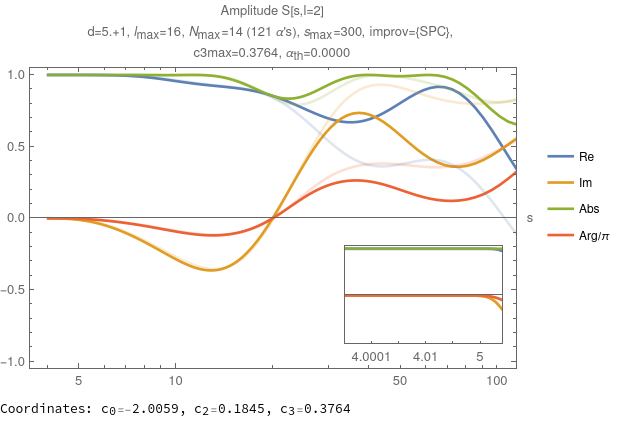 Amplitude S[s,l=2]
d=5.+1, lmax=16, Nmax=14 (121 α's), smax=300, improv={SPC},
c3max=0.3764, αth=0.0000
1.0
0.5
0.0
−0.5
−1.0
5
10
50
100
s
4.0001
4.01
5
Re
Im
Abs
Arg/π
Coordinates: c0=-2.0059, c2=0.1845, c3=0.3764